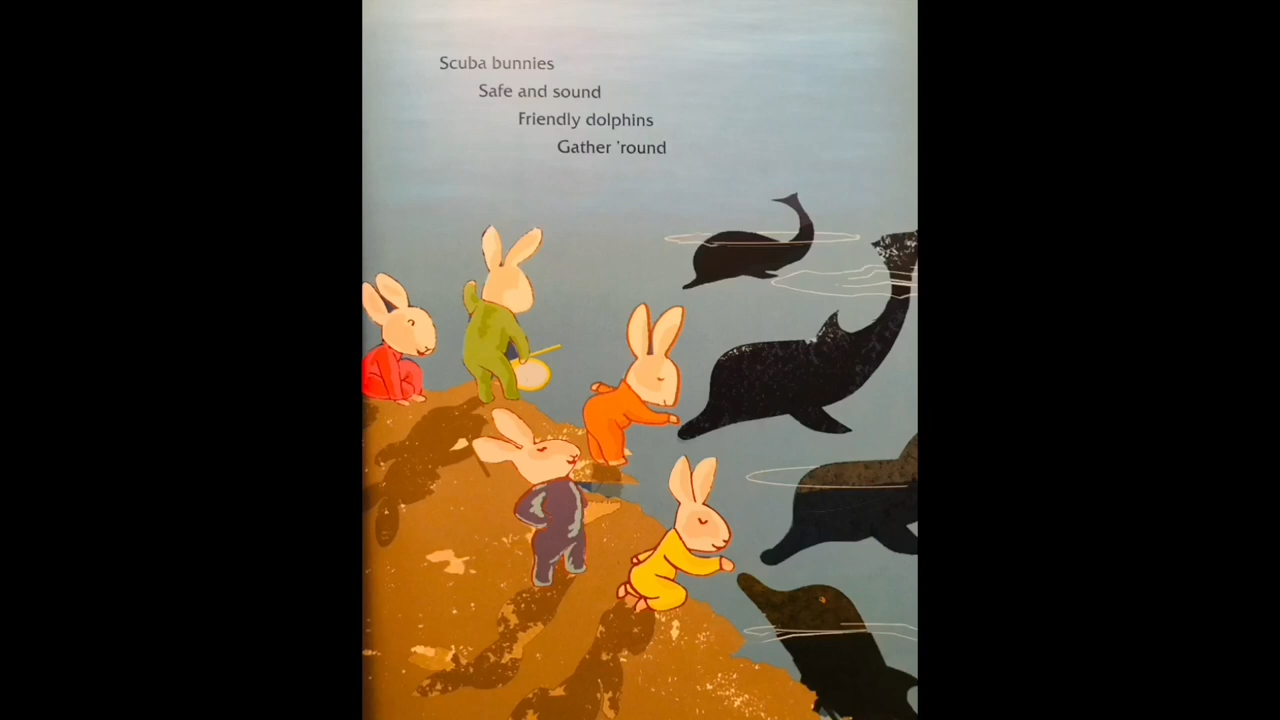 Scuba bunnies
Safe and sound
Friendly dolphins
Gather 'round